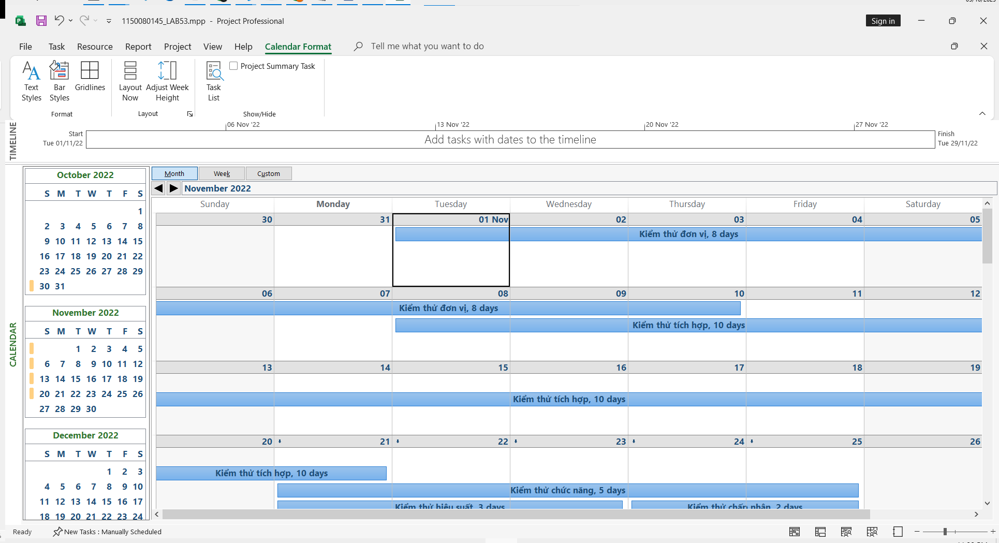 1150080145_LAB53.mpp - Project Professional
Sign in
File Task Resource Report Project View Help Calendar Format Tell me what you want to do
Text Styles
Bar Styles
Gridlines
Layout Now
Adjust Week Height
Task List
Project Summary Task
Format
Layout
Show/Hide
TIMELINE
06 Nov '22 13 Nov '22 20 Nov '22 27 Nov '22
Start
Tue 01/11/22
Add tasks with dates to the timeline
Finish
Tue 29/11/22
CALENDAR
October 2022
S M T W T F S
1
2 3 4 5 6 7 8
9 10 11 12 13 14 15
16 17 18 19 20 21 22
23 24 25 26 27 28 29
30 31
November 2022
S M T W T F S
1 2 3 4 5
6 7 8 9 10 11 12
13 14 15 16 17 18 19
20 21 22 23 24 25 26
27 28 29 30
December 2022
S M T W T F S
1 2 3
4 5 6 7 8 9 10
11 12 13 14 15 16 17
18 19 20 21 22 23 24
Month Week Custom
November 2022
Sunday Monday Tuesday Wednesday Thursday Friday Saturday
30 31 01 Nov 02 03 04 05
Kiểm thử đơn vị, 8 days
06 07 08 09 10 11 12
Kiểm thử đơn vị, 8 days
Kiểm thử tích hợp, 10 days
13 14 15 16 17 18 19
Kiểm thử tích hợp, 10 days
20 21 22 23 24 25 26
Kiểm thử tích hợp, 10 days
Kiểm thử chức năng, 5 days
Kiểm thử hiệu suất, 3 days Kiểm thử chấp nhận, 2 days
Ready New Tasks : Manually Scheduled